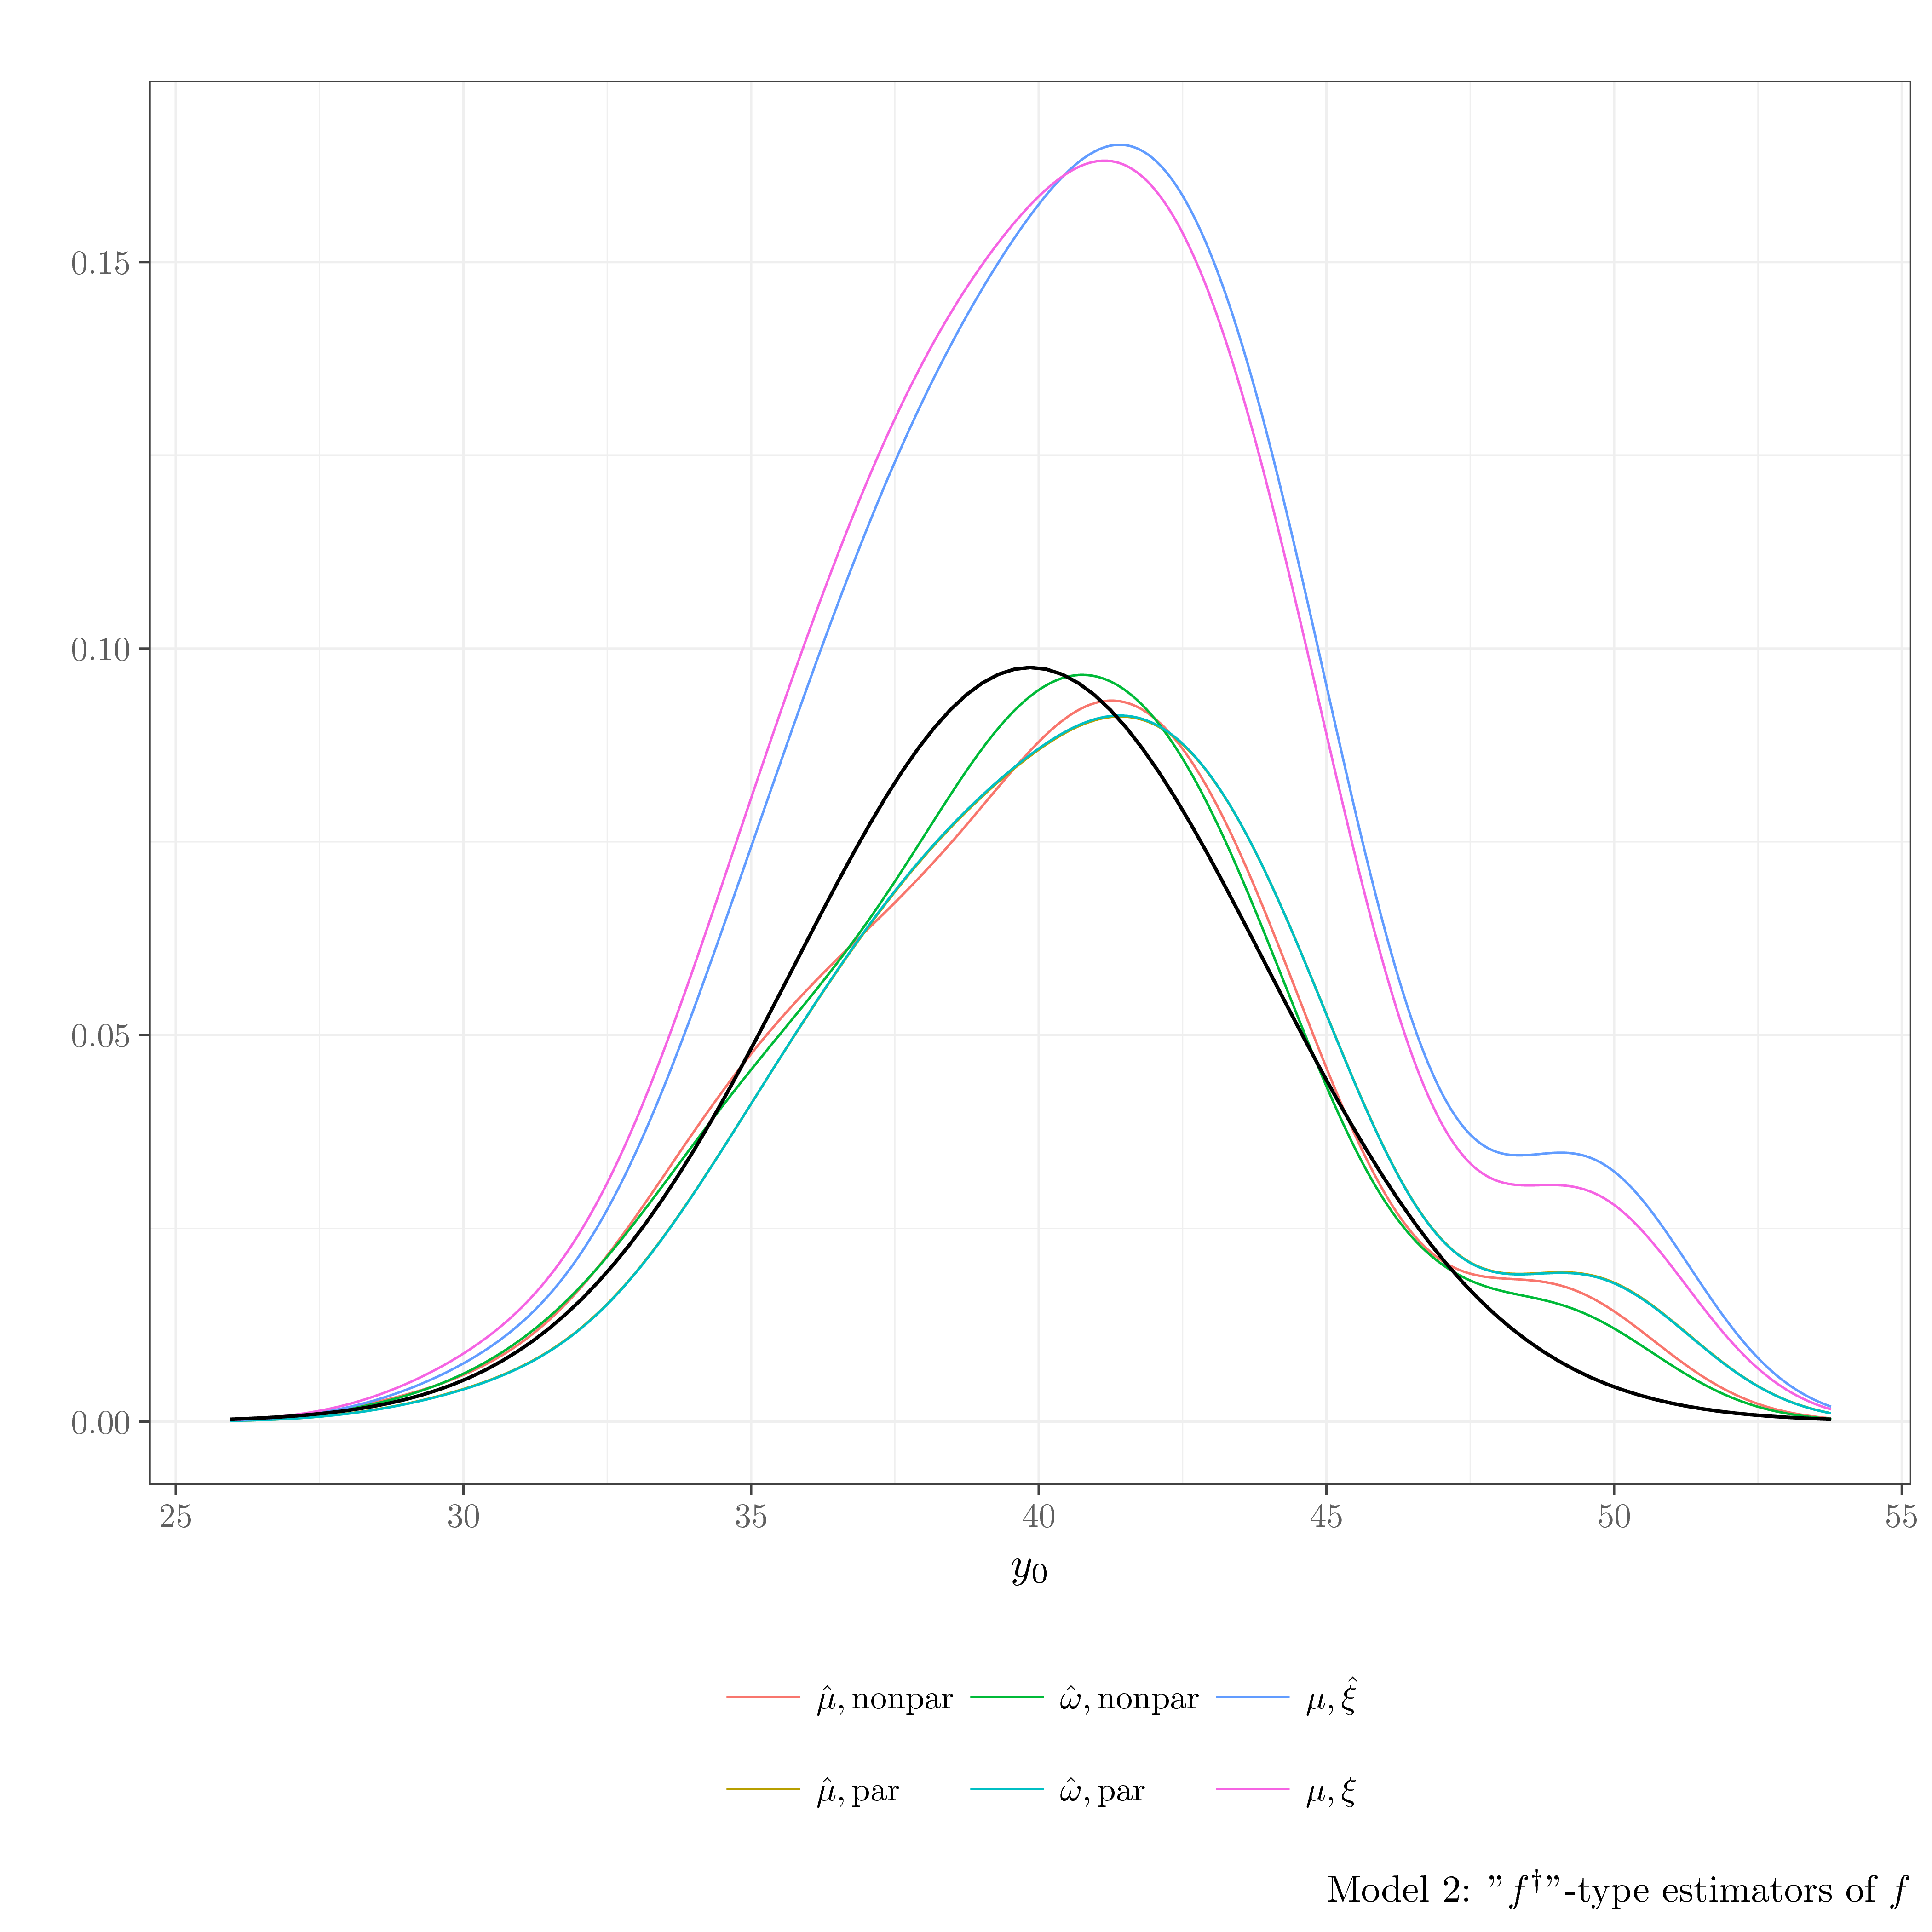 0.15
0.10
0.05
0.00
25 30 35 40 45 50 55
y₀
μ̂, nonpar ω̂, nonpar μ, ξ̂
μ̂, par ω̂, par μ, ξ
Model 2: ”f†”-type estimators of f